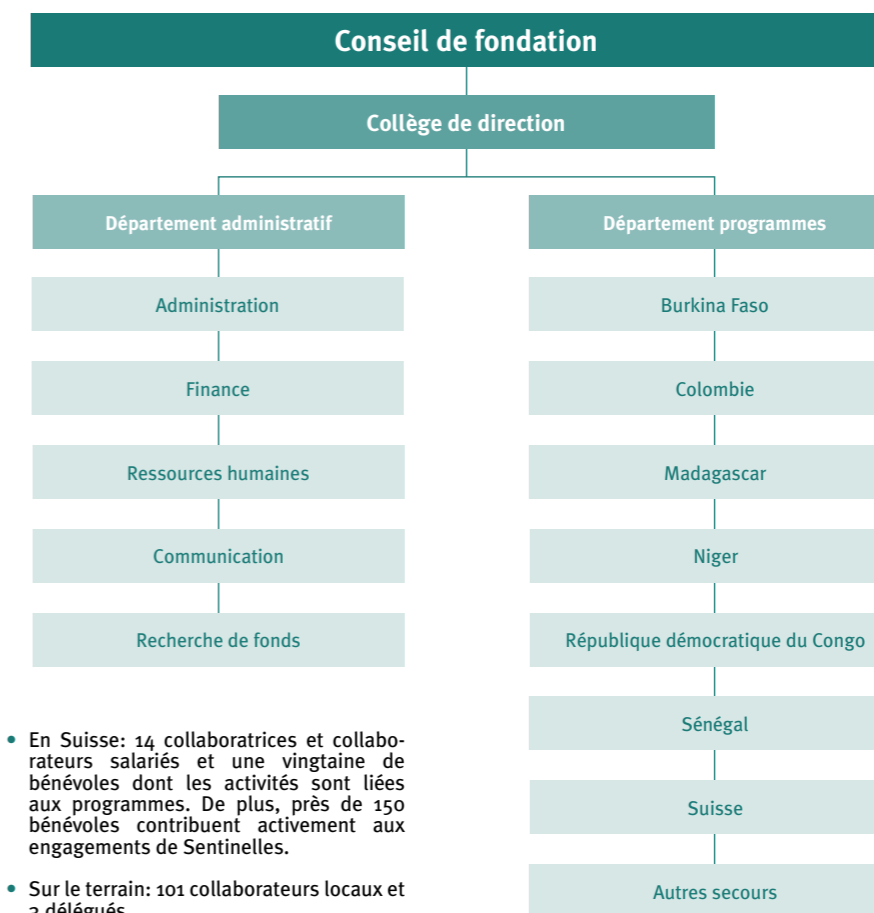 Conseil de fondation
Collège de direction
Département administratif
Administration
Finance
Ressources humaines
Communication
Recherche de fonds
Département programmes
Burkina Faso
Colombie
Madagascar
Niger
République démocratique du Congo
Sénégal
Suisse
Autres secours
• En Suisse: 14 collaboratrices et collabo-
rateurs salariés et une vingtaine de
bénévoles dont les activités sont liées
aux programmes. De plus, près de 150
bénévoles contribuent activement aux
engagements de Sentinelles.
• Sur le terrain: 101 collaborateurs locaux et
délégués